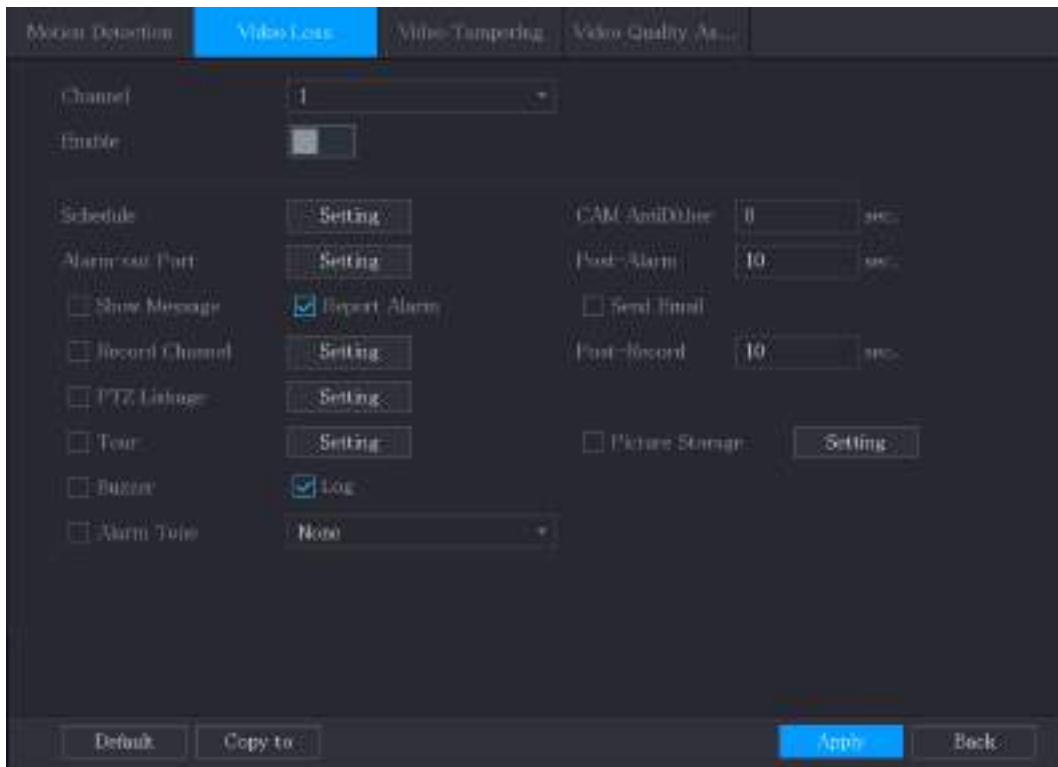 Motion Detection Video Loss Video Tampering Video Quality As...
Channel 1
Enable
Schedule Setting CAM AntiDither 0 sec.
Alarm-out Port Setting Post-Alarm 10 sec.
Show Message Report Alarm Send Email
Record Channel Setting Post-Record 10 sec.
PTZ Linkage Setting
Tour Setting Picture Storage Setting
Buzzer Log
Alarm Tone None
Default Copy to Apply Back